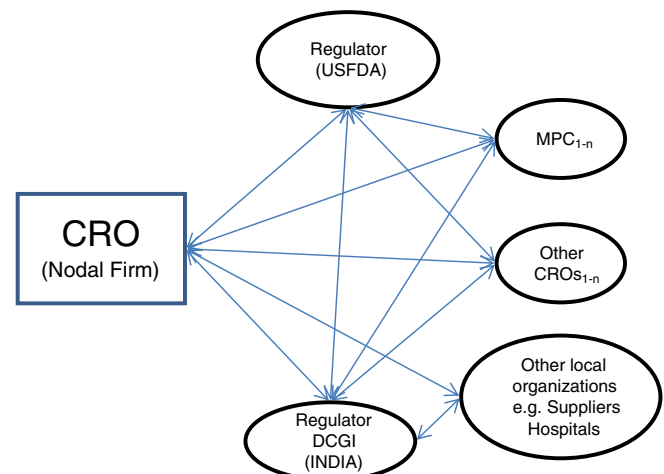 Regulator
(USFDA)
MPC₁₋ₙ
CRO
(Nodal Firm)
Other
CROs₁₋ₙ
Other local
organizations
e.g. Suppliers
Hospitals
Regulator
DCGI
(INDIA)